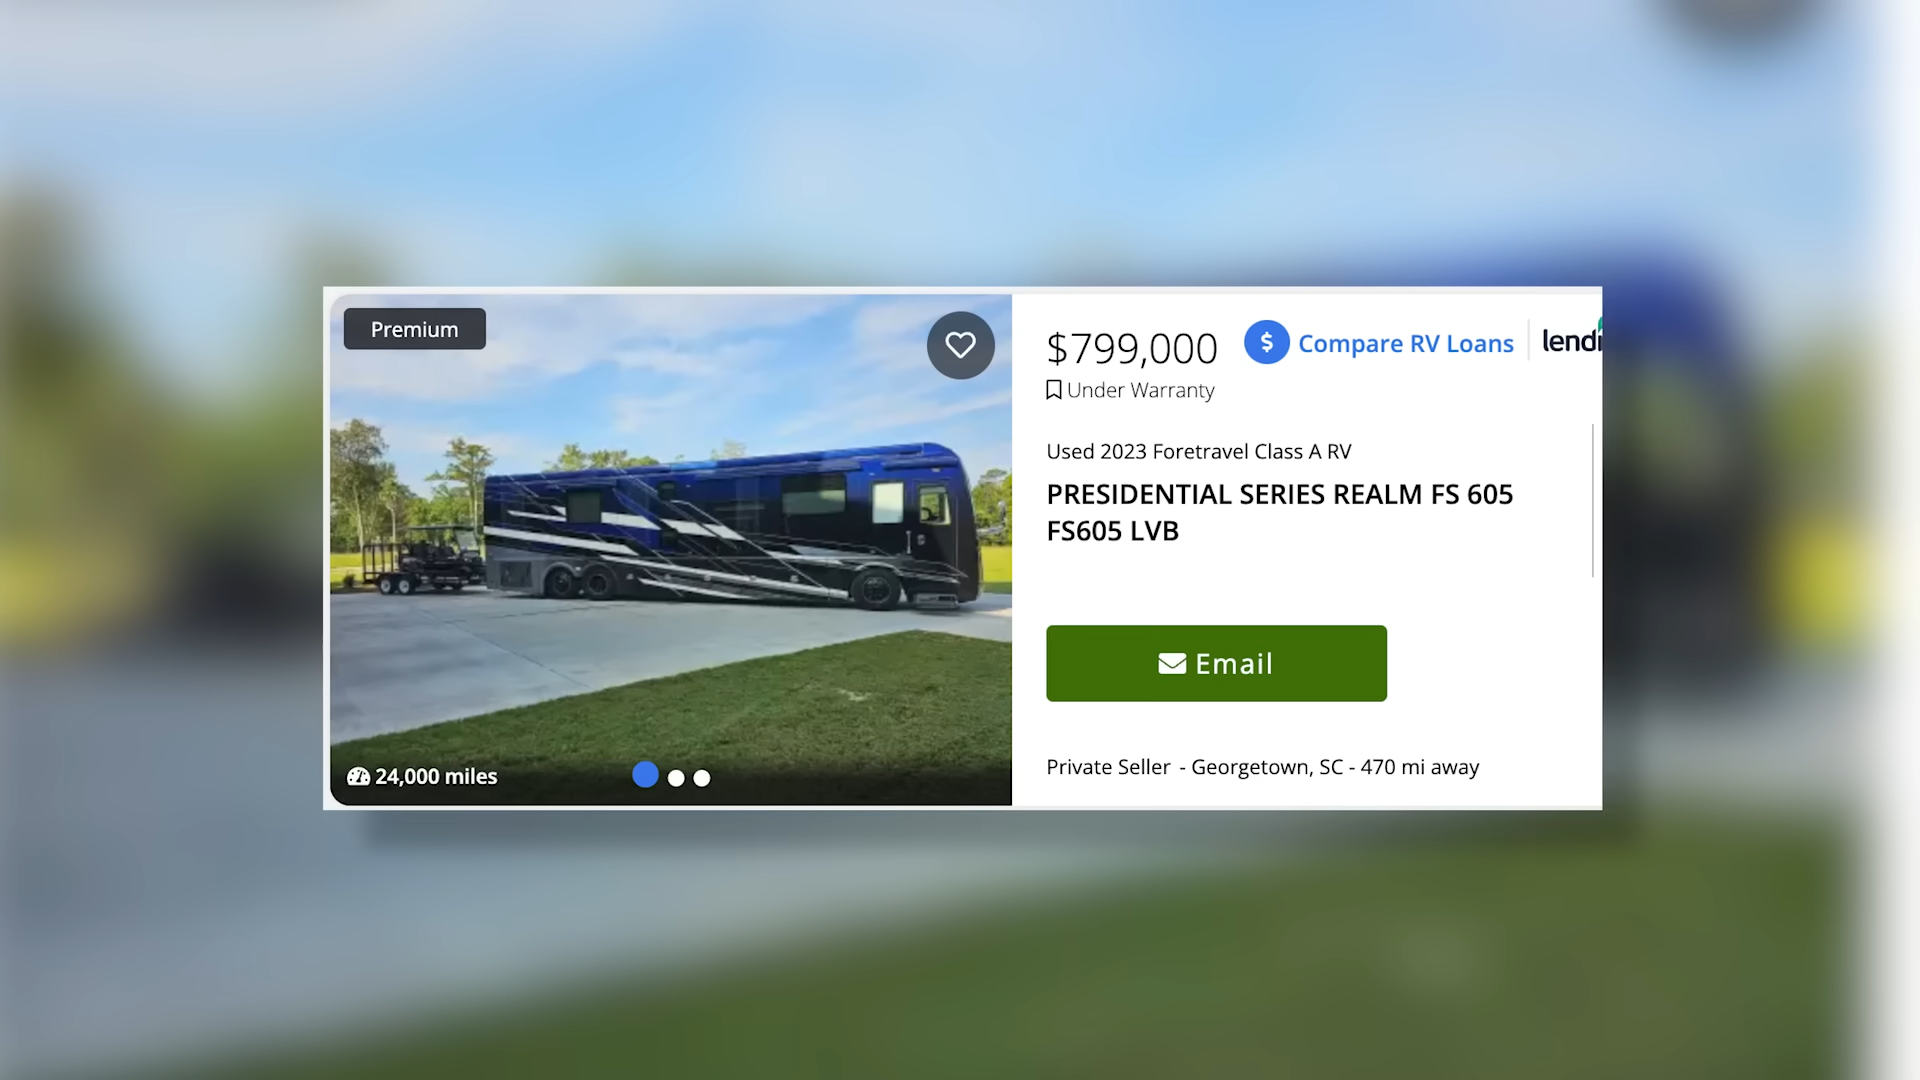 Premium
24,000 miles
$799,000
Compare RV Loans
Under Warranty
Used 2023 Foretravel Class A RV
PRESIDENTIAL SERIES REALM FS 605
FS605 LVB
Email
Private Seller - Georgetown, SC - 470 mi away